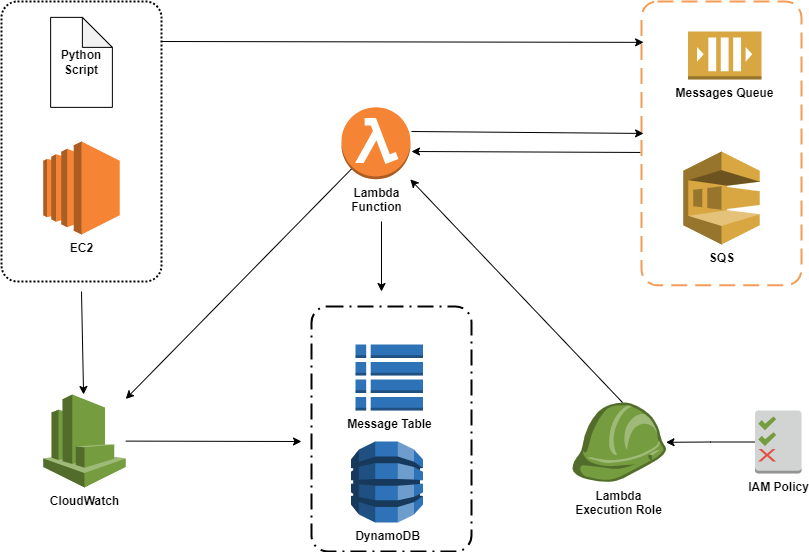 Python
Script
EC2
Lambda
Function
Messages Queue
SQS
Message Table
DynamoDB
CloudWatch
Lambda
Execution Role
IAM Policy